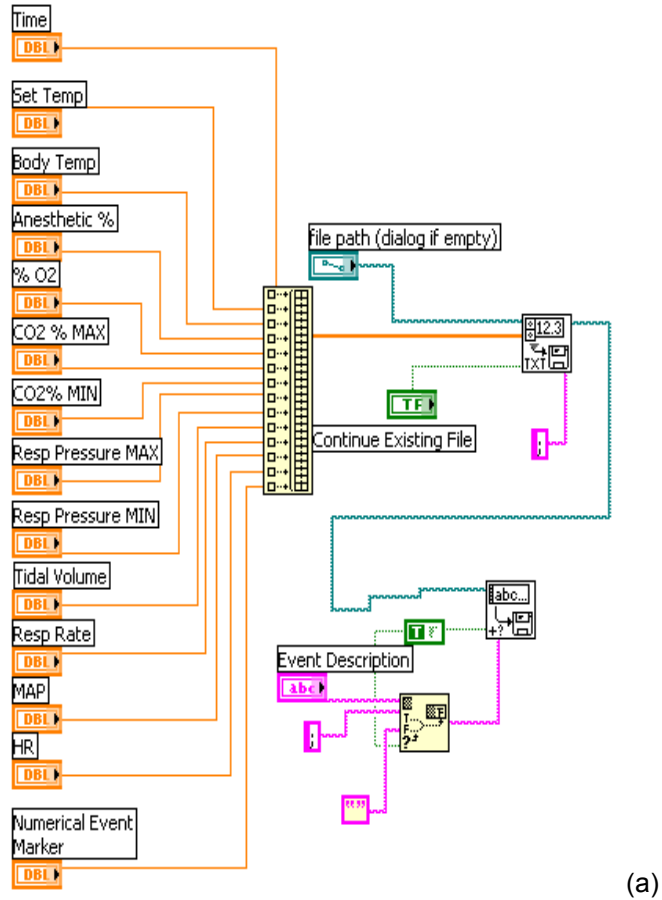 Time
DBL
Set Temp
DBL
Body Temp
DBL
Anesthetic %
DBL
% O2
DBL
CO2 % MAX
DBL
CO2% MIN
DBL
Resp Pressure MAX
DBL
Resp Pressure MIN
DBL
Tidal Volume
DBL
Resp Rate
DBL
MAP
DBL
HR
DBL
Numerical Event
Marker
DBL
file path (dialog if empty)
12.3
TXT
TF
Continue Existing File
;
abc...
+?
T
Event Description
abc
;
T
F
?
F
(a)